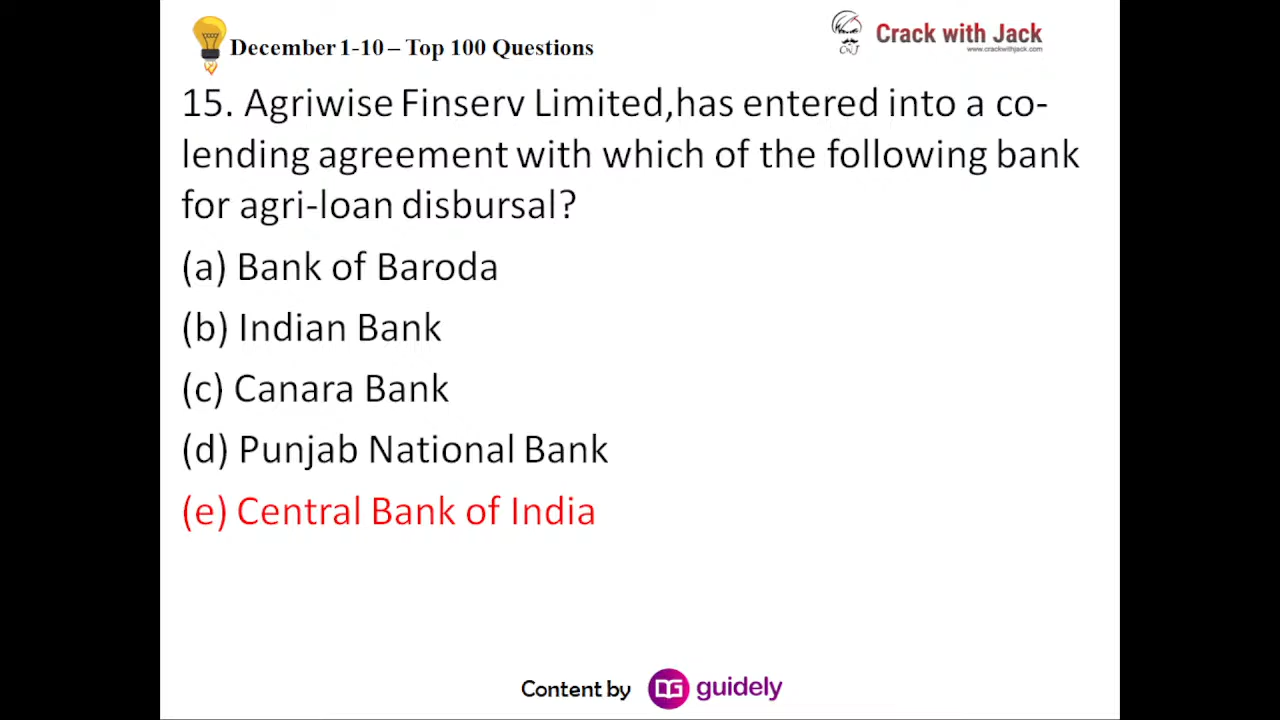 December 1-10 – Top 100 Questions
Crack with Jack
www.crackwithjack.com
CwJ
15. Agriwise Finserv Limited,has entered into a co-
lending agreement with which of the following bank
for agri-loan disbursal?
(a) Bank of Baroda
(b) Indian Bank
(c) Canara Bank
(d) Punjab National Bank
(e) Central Bank of India
Content by
guidely